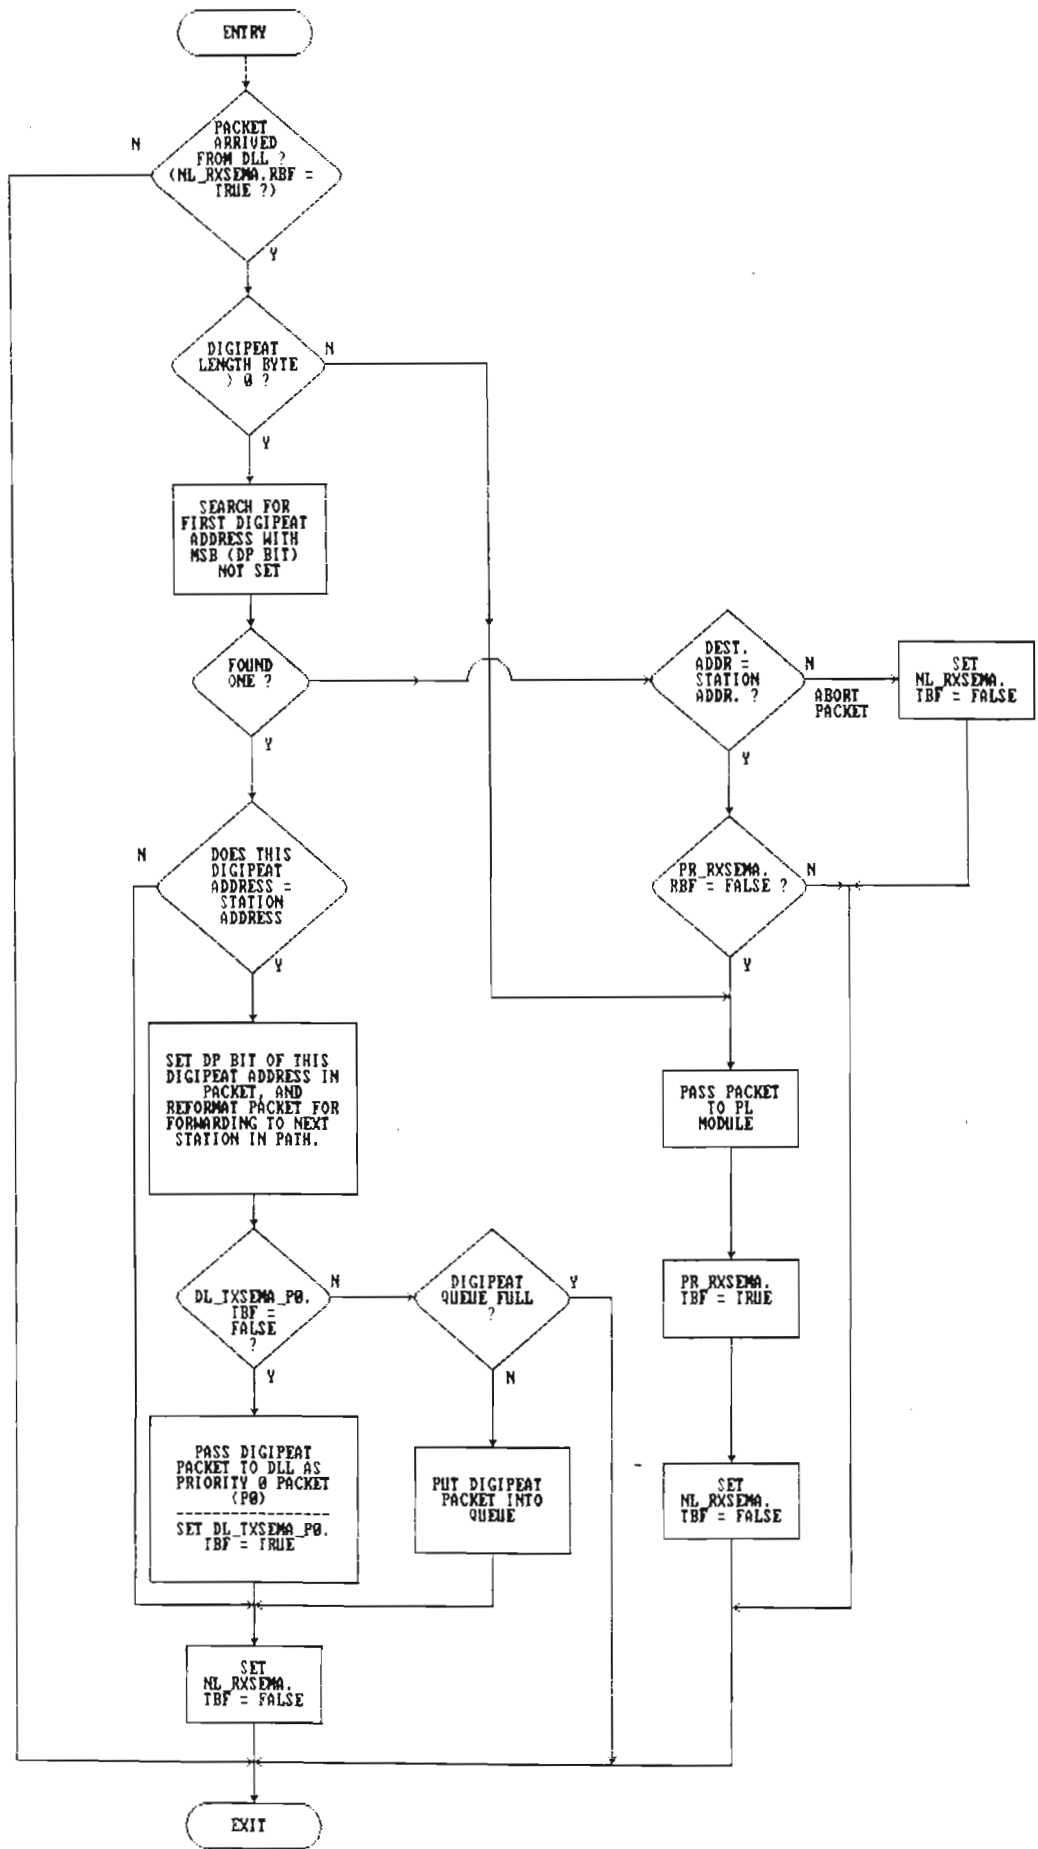 ENTRY
PACKET
ARRIVED
FROM DLL ?
(NL_RXSEMA.RBF =
TRUE ?)
N
Y
DIGIPEAT
LENGTH BYTE
> 0 ?
N
Y
SEARCH FOR
FIRST DIGIPEAT
ADDRESS WITH
MSB (DP BIT)
NOT SET
FOUND
ONE ?
Y
DEST.
ADDR =
STATION
ADDR. ?
N
ABORT
PACKET
SET
NL_RXSEMA.
TBF = FALSE
Y
N
DOES THIS
DIGIPEAT
ADDRESS =
STATION
ADDRESS
Y
PR_RXSEMA.
RBF = FALSE ?
N
Y
SET DP BIT OF THIS
DIGIPEAT ADDRESS IN
PACKET, AND
REFORMAT PACKET FOR
FORWARDING TO NEXT
STATION IN PATH.
PASS PACKET
TO PL
MODULE
DL_TXSEMA_P0.
TBF =
FALSE
?
N
Y
DIGIPEAT
QUEUE FULL
?
Y
N
PR_RXSEMA.
TBF = TRUE
PASS DIGIPEAT
PACKET TO DLL AS
PRIORITY 0 PACKET
(P0)
SET DL_TXSEMA_P0.
TBF = TRUE
PUT DIGIPEAT
PACKET INTO
QUEUE
SET
NL_RXSEMA.
TBF = FALSE
SET
NL_RXSEMA.
TBF = FALSE
EXIT